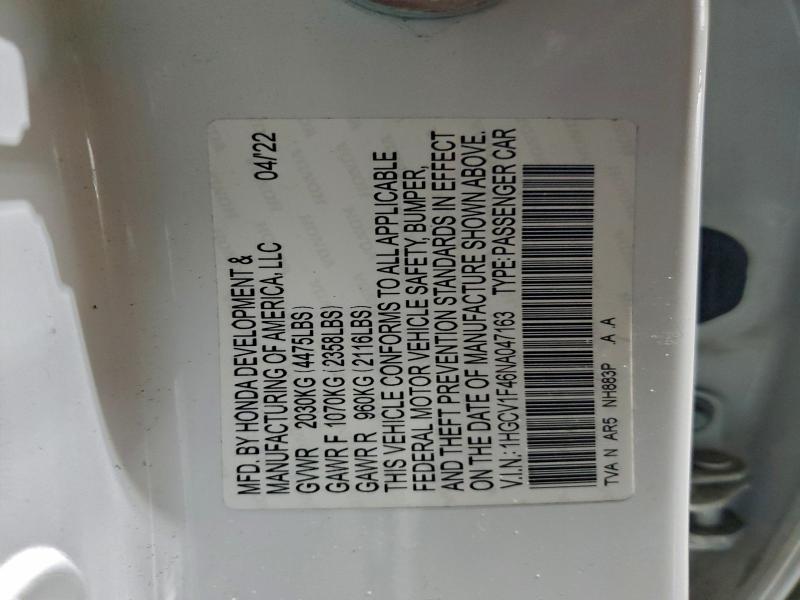 MFD. BY HONDA DEVELOPMENT &
MANUFACTURING OF AMERICA, LLC 04/22
GVWR 2030KG (4475LBS)
GAWR F 1070KG (2358LBS)
GAWR R 960KG (2116LBS)
THIS VEHICLE CONFORMS TO ALL APPLICABLE
FEDERAL MOTOR VEHICLE SAFETY, BUMPER,
AND THEFT PREVENTION STANDARDS IN EFFECT
ON THE DATE OF MANUFACTURE SHOWN ABOVE.
V.I.N.: 1HGCV1F46NA047163 TYPE: PASSENGER CAR
TVA N AR5 NH883P A A